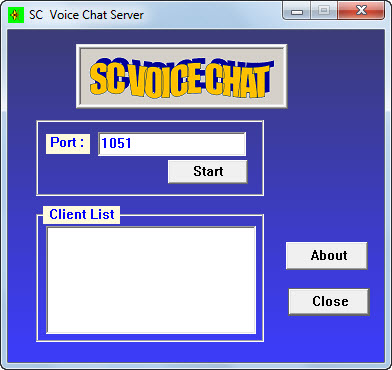 SC  Voice Chat Server
SC VOICE CHAT
Port :
1051
Start
Client List
About
Close